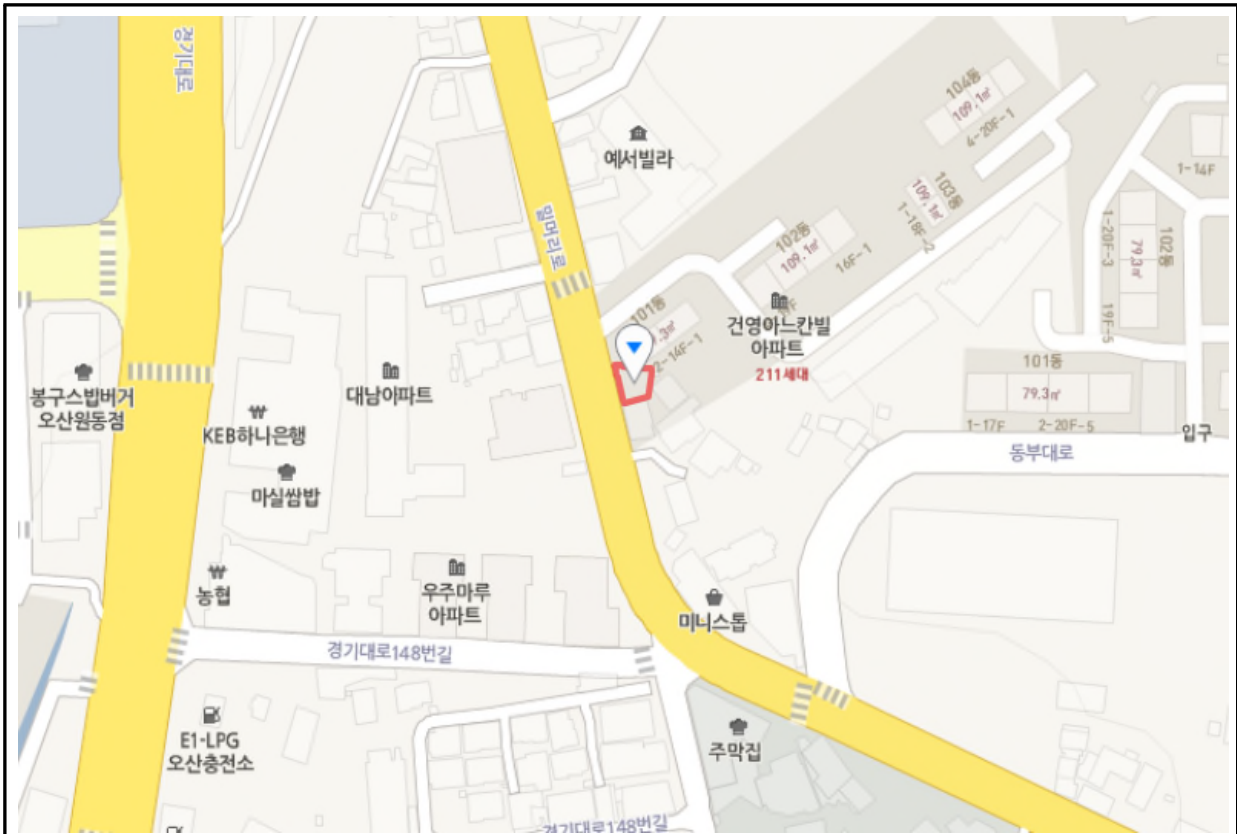 경기대로
104동
109.1㎡
4-20F-1
예서빌라
103동
109.1㎡
1-18F-2
1-14F
밀머리로
102동
109.1㎡
16F-1
102동
79.3㎡
1-20F-3
19F-5
101동
2-14F-1
건영아느칸빌
아파트
211세대
101동
79.3㎡
1-17F
2-20F-5
입구
봉구스밥버거
오산원동점
대남아파트
KEB하나은행
마실쌈밥
동부대로
농협
우주마루
아파트
미니스톱
경기대로148번길
E1-LPG
오산충전소
주막집
경기대로148번길